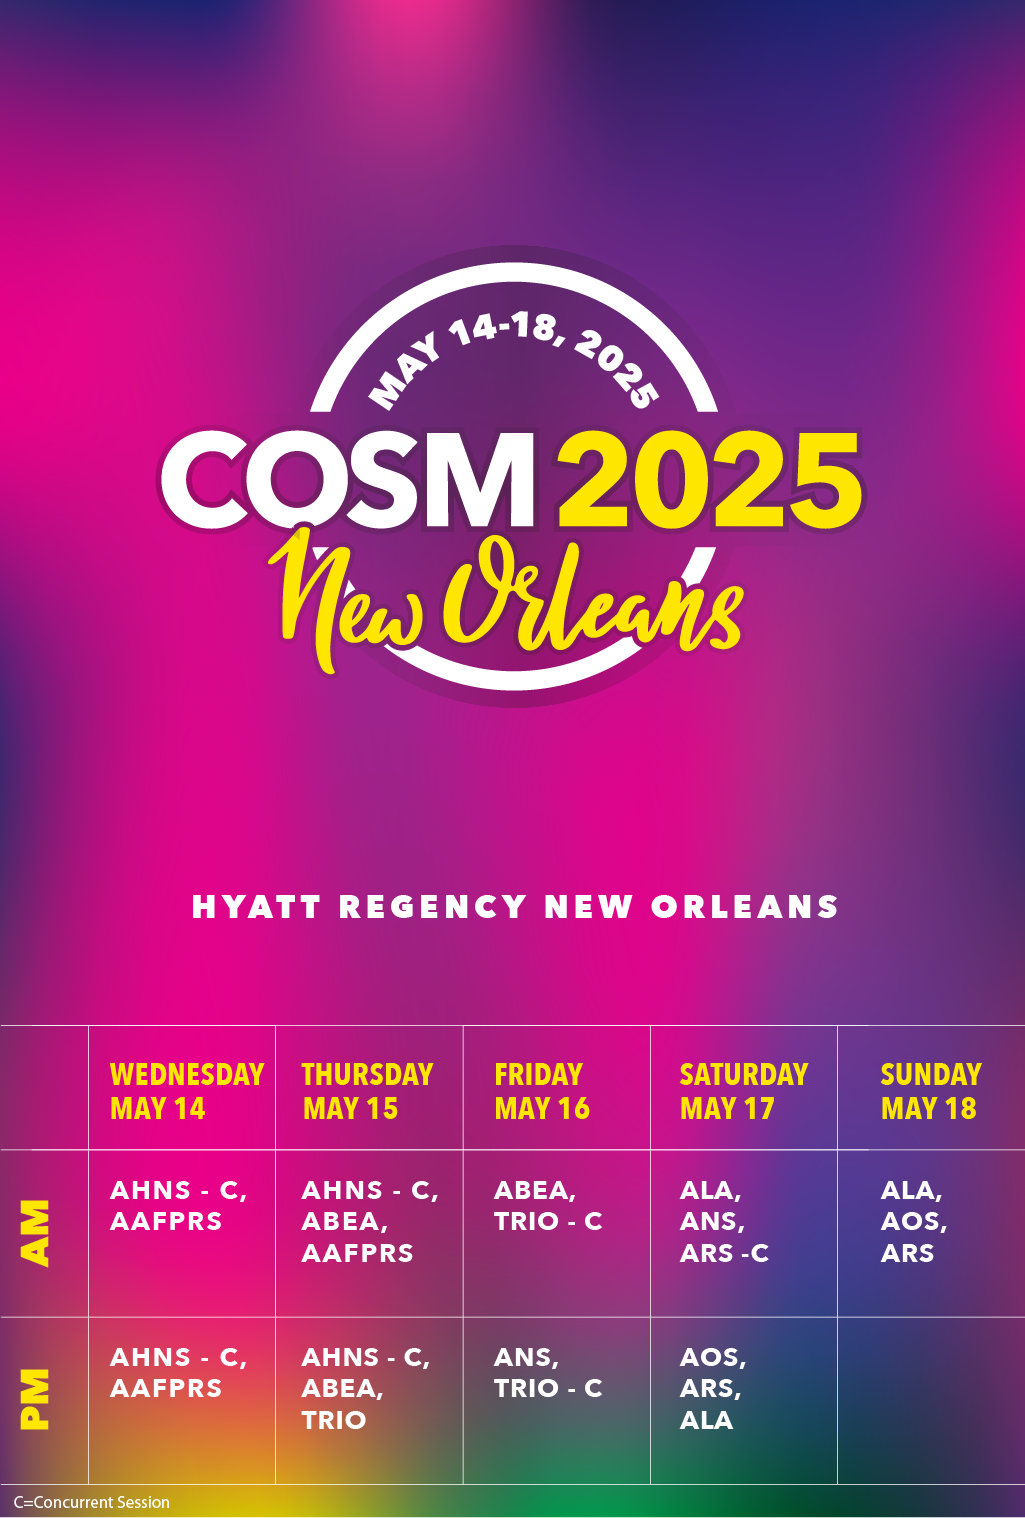 MAY 14-18, 2025
COSM 2025
New Orleans
HYATT REGENCY NEW ORLEANS
WEDNESDAY
MAY 14
THURSDAY
MAY 15
FRIDAY
MAY 16
SATURDAY
MAY 17
SUNDAY
MAY 18
AM
AHNS - C,
AAFPRS
AHNS - C,
ABEA,
AAFPRS
ABEA,
TRIO - C
ALA,
ANS,
ARS -C
ALA,
AOS,
ARS
PM
AHNS - C,
AAFPRS
AHNS - C,
ABEA,
TRIO
ANS,
TRIO - C
AOS,
ARS,
ALA
C=Concurrent Session